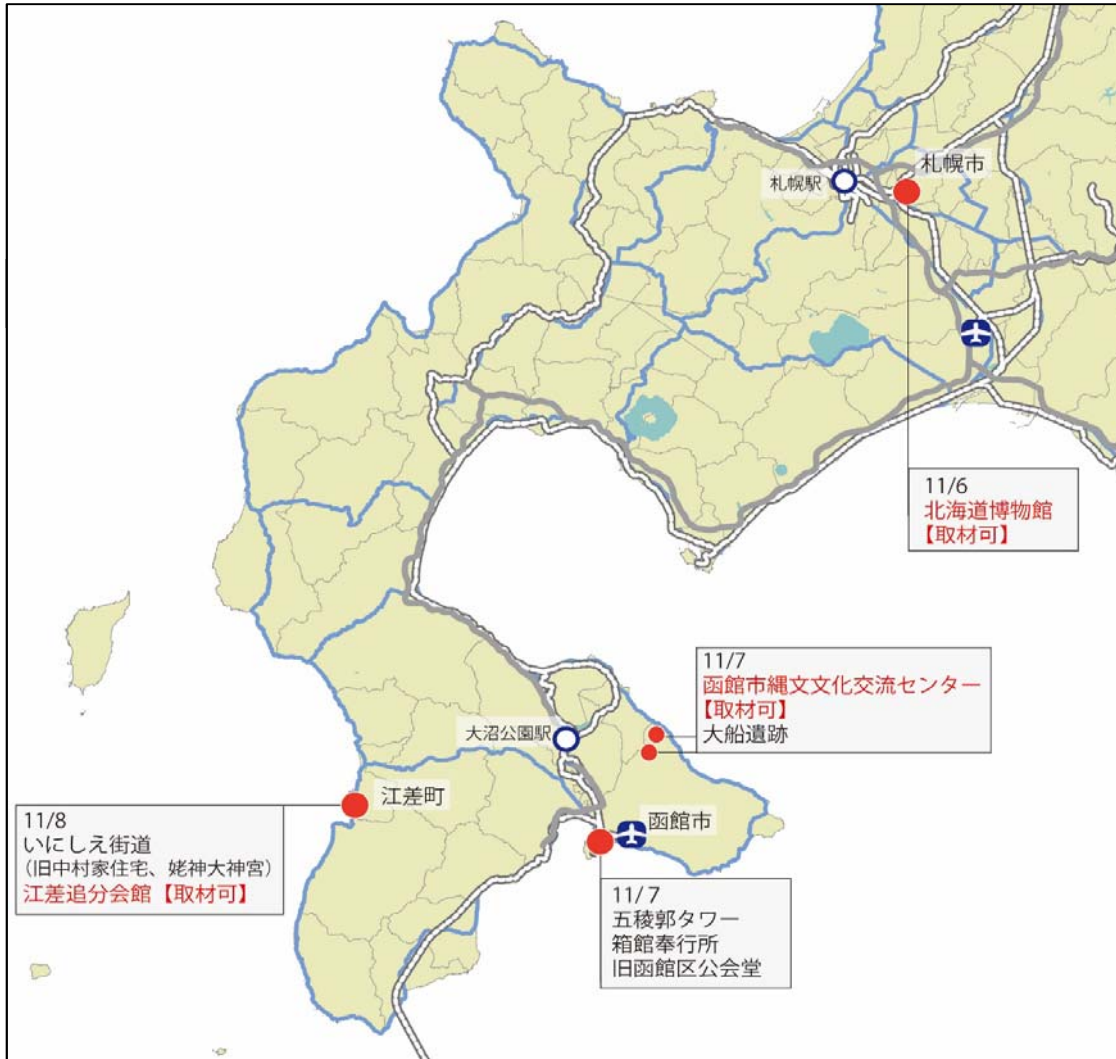 札幌市
札幌駅
11/6
北海道博物館
【取材可】
11/7
函館市縄文文化交流センター
【取材可】
大船遺跡
大沼公園駅
江差町
函館市
11/8
いにしえ街道
(旧中村家住宅、姥神大神宮)
江差追分会館【取材可】
11/7
五稜郭タワー
箱館奉行所
旧函館区公会堂